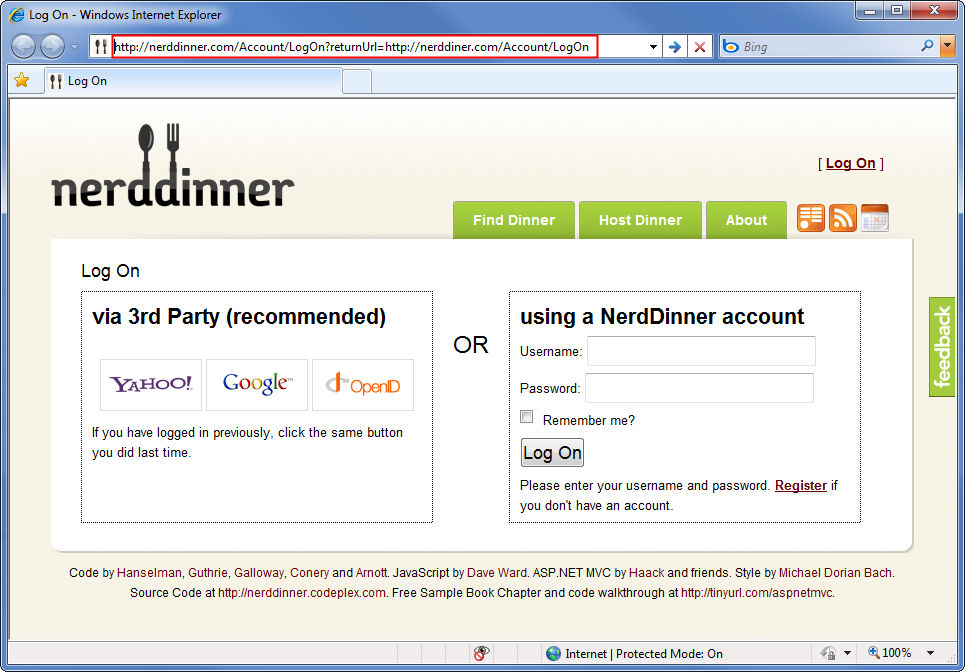 Log On - Windows Internet Explorer
http://nerddinner.com/Account/LogOn?returnUrl=http://nerddiner.com/Account/LogOn
Bing
Log On
nerddinner
[ Log On ]
Find Dinner
Host Dinner
About
Log On
via 3rd Party (recommended)
YAHOO!
Google™
OpenID
If you have logged in previously, click the same button
you did last time.
OR
using a NerdDinner account
Username:
Password:
Remember me?
Log On
Please enter your username and password. Register if
you don't have an account.
feedback
Code by Hanselman, Guthrie, Galloway, Conery and Arnott. JavaScript by Dave Ward. ASP.NET MVC by Haack and friends. Style by Michael Dorian Bach.
Source Code at http://nerddinner.codeplex.com. Free Sample Book Chapter and code walkthrough at http://tinyurl.com/aspnetmvc.
Internet | Protected Mode: On
100%